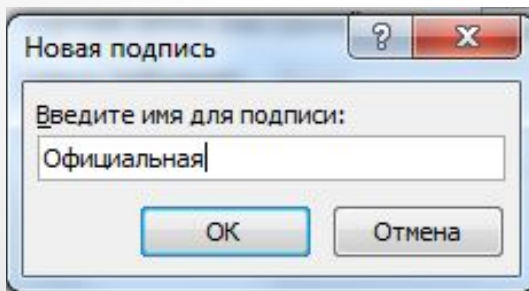 Новая подпись
?
Введите имя для подписи:
Официальная
ОК
Отмена